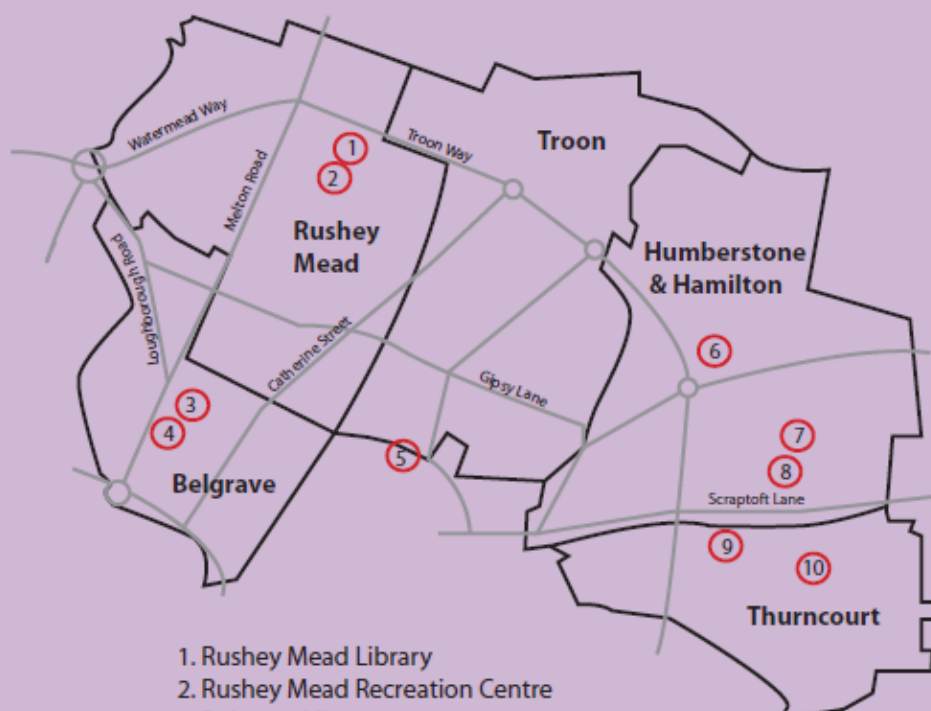 Watermead Way
Troon Way
Troon
1
2
Melton Road
Rushey
Mead
Humberstone
& Hamilton
Loughborough Road
Catherine Street
6
Gipsy Lane
3
4
7
5
8
Belgrave
Scraptoft Lane
9
10
Thurncourt
1. Rushey Mead Library
2. Rushey Mead Recreation Centre